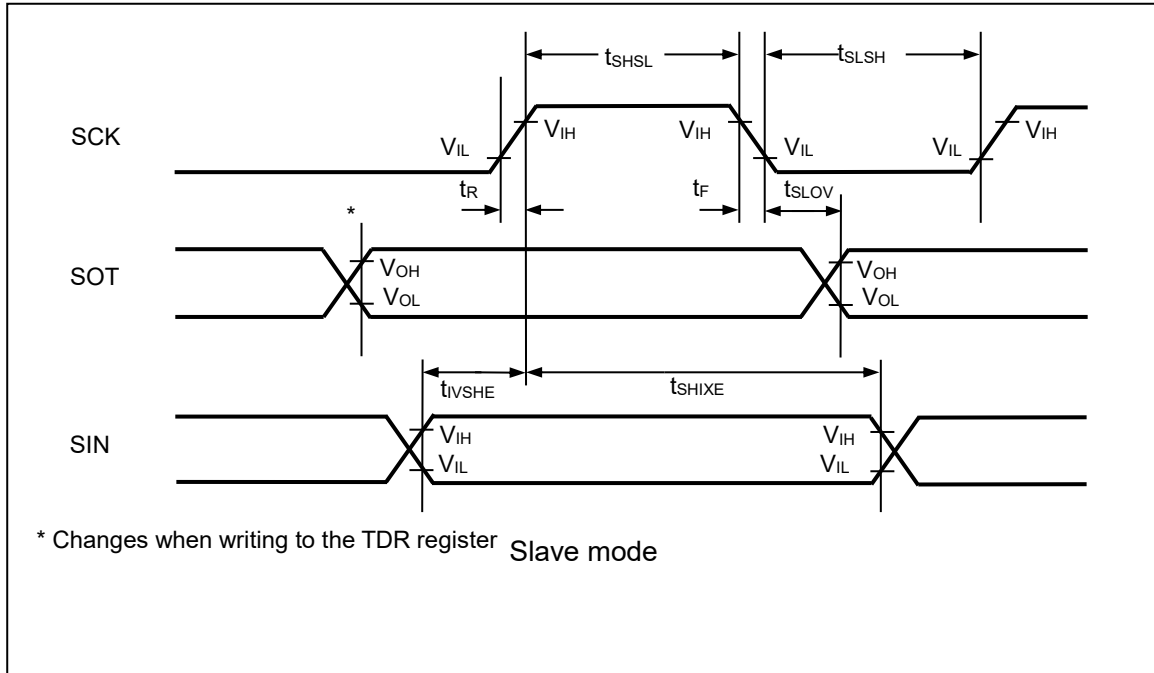 tSHSL
tSLSH
SCK
VIL
VIH
VIH
VIL
VIL
VIH
tR
tF
tSLOV
*
SOT
VOH
VOL
VOH
VOL
tIVSHE
tSHIXE
SIN
VIH
VIL
VIH
VIL
* Changes when writing to the TDR register
Slave mode